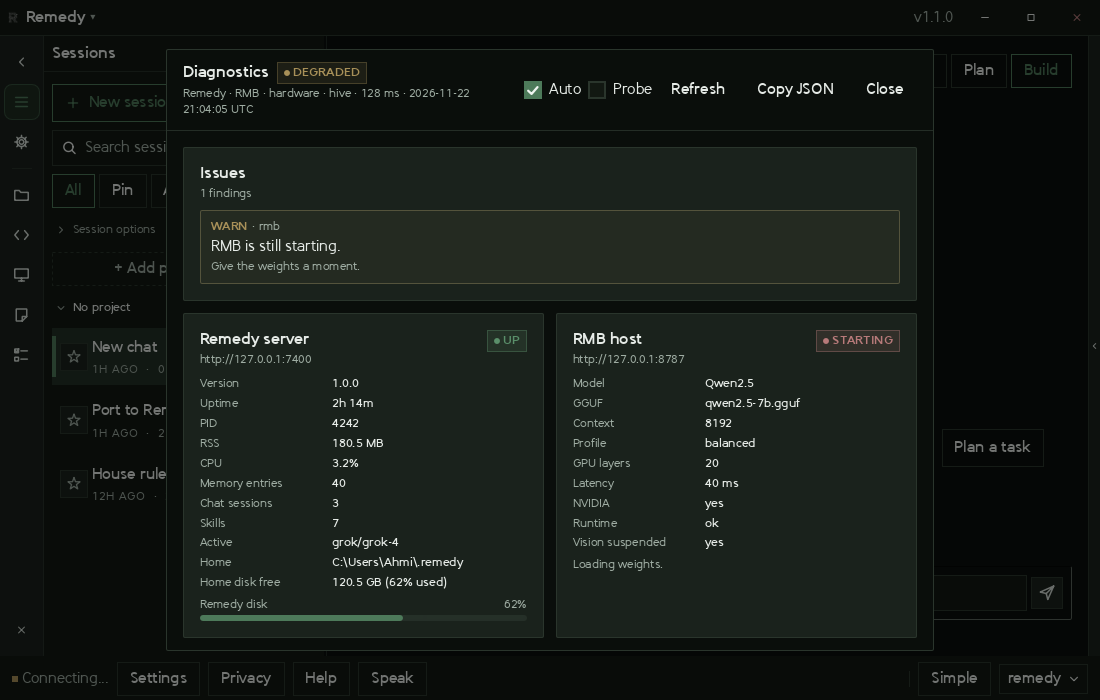 Remedy
v1.1.0
Sessions
New sessio
Search sessi
All
Pin
Session options
+ Add p
No project
New chat
1H AGO · 0
Port to Rem
1H AGO · 2
House rule
12H AGO ·
Diagnostics
DEGRADED
Remedy · RMB · hardware · hive · 128 ms · 2026-11-22
21:04:05 UTC
Auto
Probe
Refresh
Copy JSON
Close
Plan
Build
Issues
1 findings
WARN · rmb
RMB is still starting.
Give the weights a moment.
Remedy server
UP
http://127.0.0.1:7400
Version 1.0.0
Uptime 2h 14m
PID 4242
RSS 180.5 MB
CPU 3.2%
Memory entries 40
Chat sessions 3
Skills 7
Active grok/grok-4
Home C:\Users\Ahmi\.remedy
Home disk free 120.5 GB (62% used)
Remedy disk 62%
RMB host
STARTING
http://127.0.0.1:8787
Model Qwen2.5
GGUF qwen2.5-7b.gguf
Context 8192
Profile balanced
GPU layers 20
Latency 40 ms
NVIDIA yes
Runtime ok
Vision suspended yes
Loading weights.
Plan a task
Connecting...
Settings
Privacy
Help
Speak
Simple
remedy